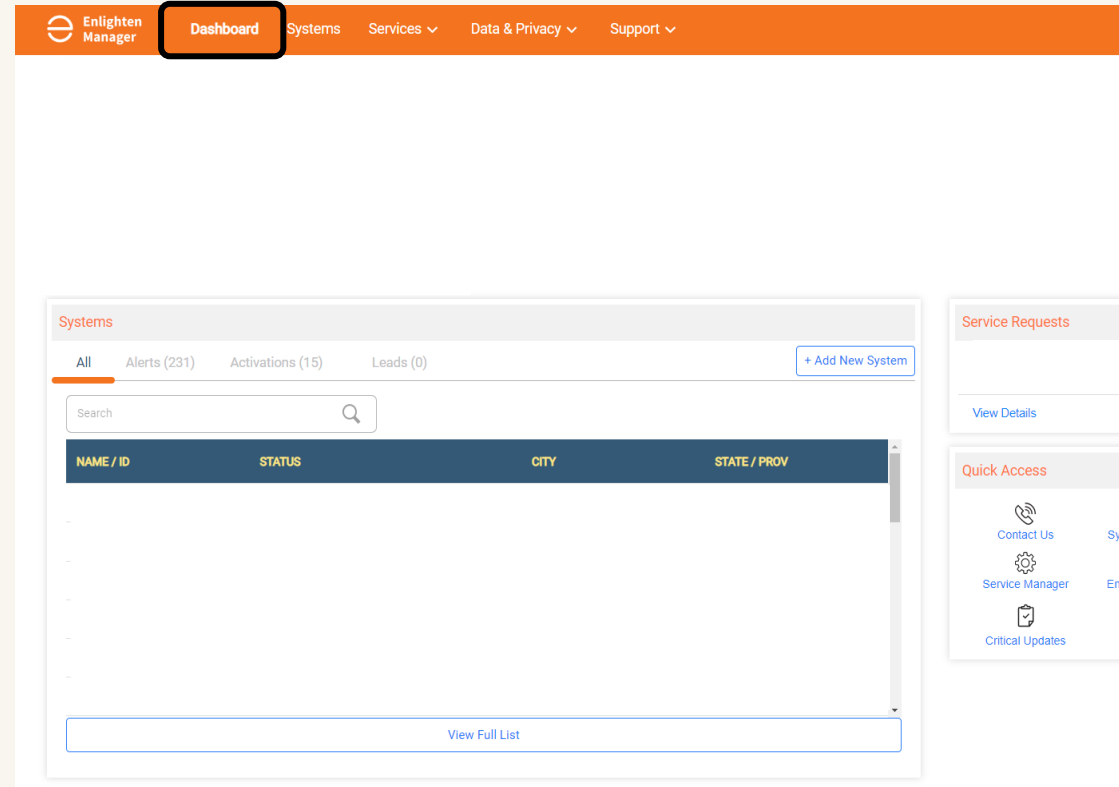 Enlighten
Manager
Dashboard Systems Services Data & Privacy Support
Systems
All Alerts (231) Activations (15) Leads (0) + Add New System
Search
NAME / ID STATUS CITY STATE / PROV
View Full List
Service Requests
View Details
Quick Access
Contact Us Sy
Service Manager En
Critical Updates